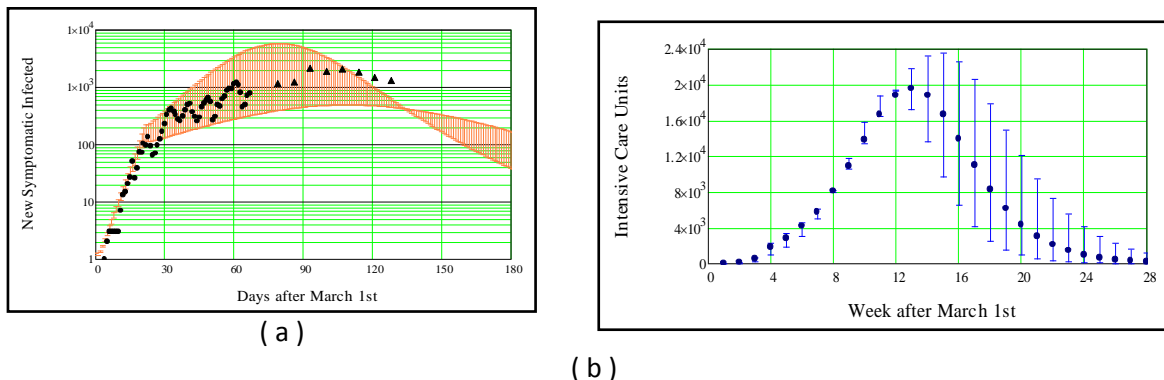 1×10⁴
1×10³
100
10
1
New Symptomatic Infected
0 30 60 90 120 150 180
Days after March 1st
( a )
2.4×10⁴
2×10⁴
1.6×10⁴
1.2×10⁴
8×10³
4×10³
0
Intensive Care Units
4 8 12 16 20 24 28
Week after March 1st
( b )